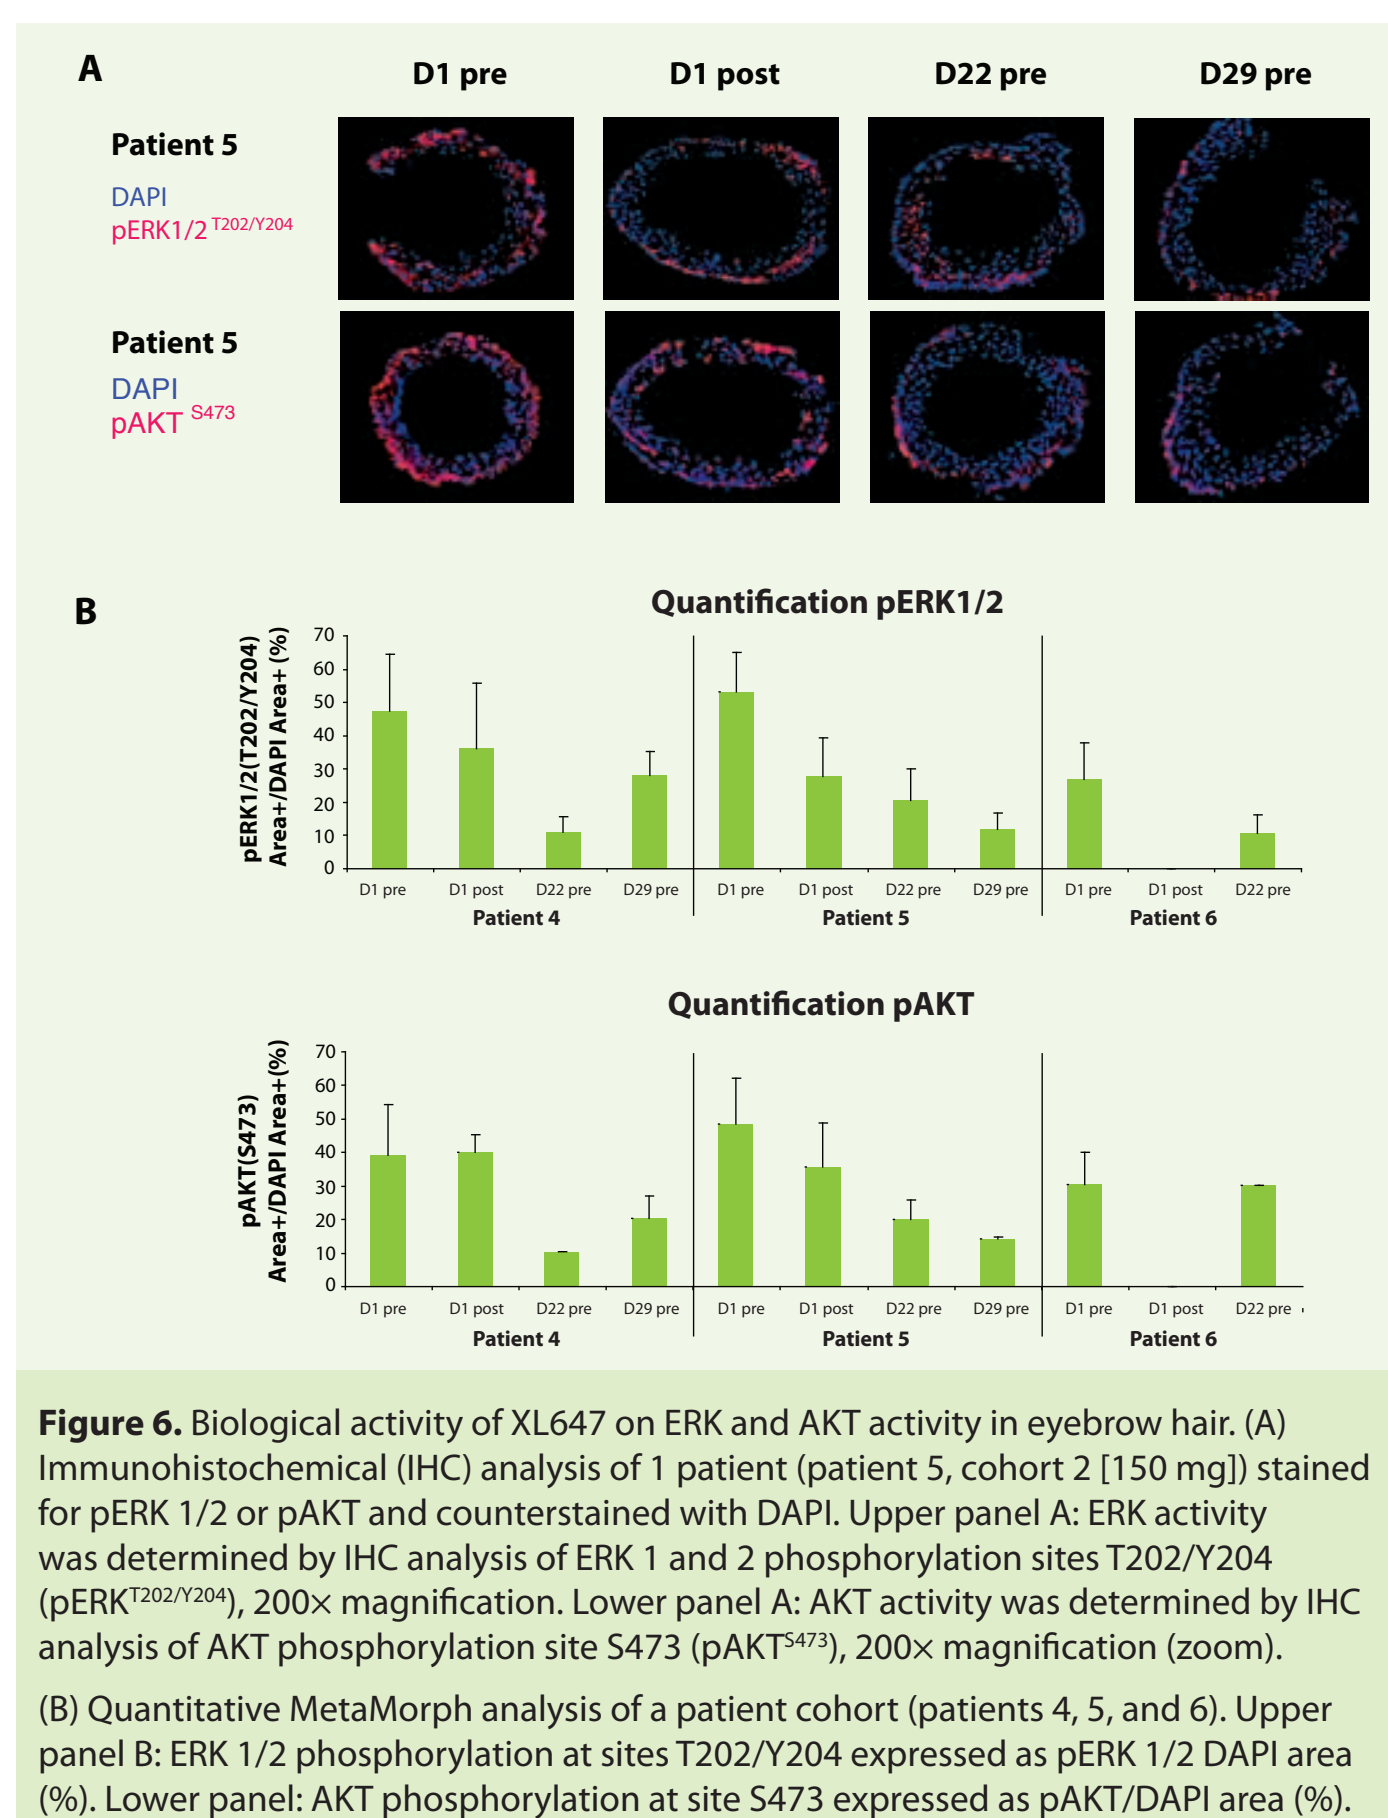 A
D1 pre D1 post D22 pre D29 pre
Patient 5
DAPI
pERK1/2 T202/Y204
Patient 5
DAPI
pAKT S473
B
Quantification pERK1/2
pERK1/2(T202/Y204)
Area+/DAPI Area+ (%)
70
60
50
40
30
20
10
0
D1 pre D1 post D22 pre D29 pre D1 pre D1 post D22 pre D29 pre D1 pre D1 post D22 pre
Patient 4 Patient 5 Patient 6
Quantification pAKT
pAKT(S473)
Area+/DAPI Area+(%)
70
60
50
40
30
20
10
0
D1 pre D1 post D22 pre D29 pre D1 pre D1 post D22 pre D29 pre D1 pre D1 post D22 pre
Patient 4 Patient 5 Patient 6
Figure 6. Biological activity of XL647 on ERK and AKT activity in eyebrow hair. (A)
Immunohistochemical (IHC) analysis of 1 patient (patient 5, cohort 2 [150 mg]) stained
for pERK 1/2 or pAKT and counterstained with DAPI. Upper panel A: ERK activity
was determined by IHC analysis of ERK 1 and 2 phosphorylation sites T202/Y204
(pERKT202/Y204), 200× magnification. Lower panel A: AKT activity was determined by IHC
analysis of AKT phosphorylation site S473 (pAKTS473), 200× magnification (zoom).
(B) Quantitative MetaMorph analysis of a patient cohort (patients 4, 5, and 6). Upper
panel B: ERK 1/2 phosphorylation at sites T202/Y204 expressed as pERK 1/2 DAPI area
(%). Lower panel: AKT phosphorylation at site S473 expressed as pAKT/DAPI area (%).